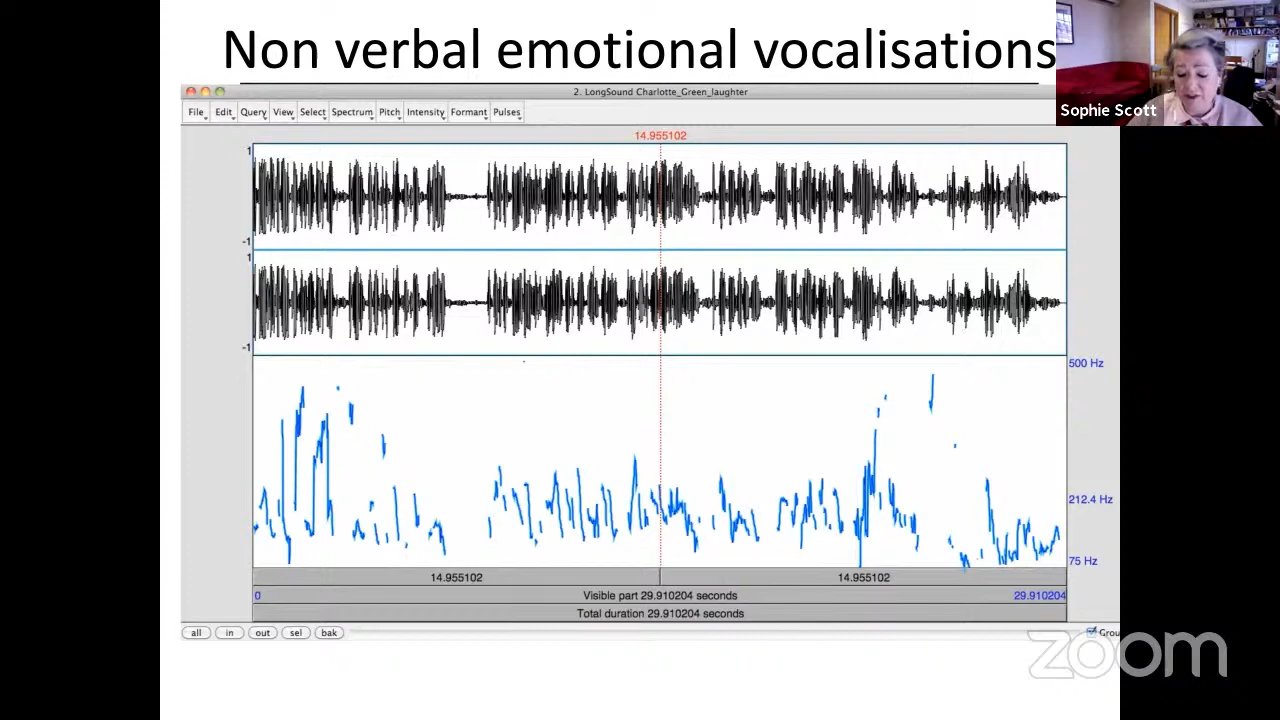 Non verbal emotional vocalisations
Sophie Scott
2. LongSound Charlotte_Green_laughter
File Edit Query View Select Spectrum Pitch Intensity Formant Pulses
14.955102
1
-1
1
-1
500 Hz
212.4 Hz
75 Hz
14.955102 14.955102
0 Visible part 29.910204 seconds 29.910204
Total duration 29.910204 seconds
all in out sel bak Grou
zoom